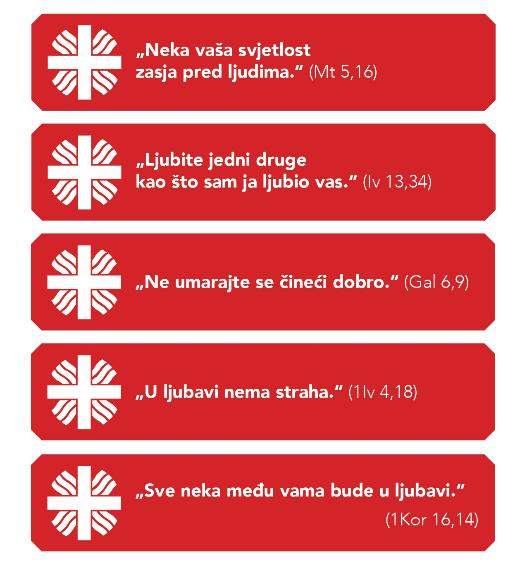 „Neka vaša svjetlost
zasja pred ljudima.“ (Mt 5,16)
„Ljubite jedni druge
kao što sam ja ljubio vas.“ (Iv 13,34)
„Ne umarajte se čineći dobro.“ (Gal 6,9)
„U ljubavi nema straha.“ (1Iv 4,18)
„Sve neka među vama bude u ljubavi.“
(1Kor 16,14)